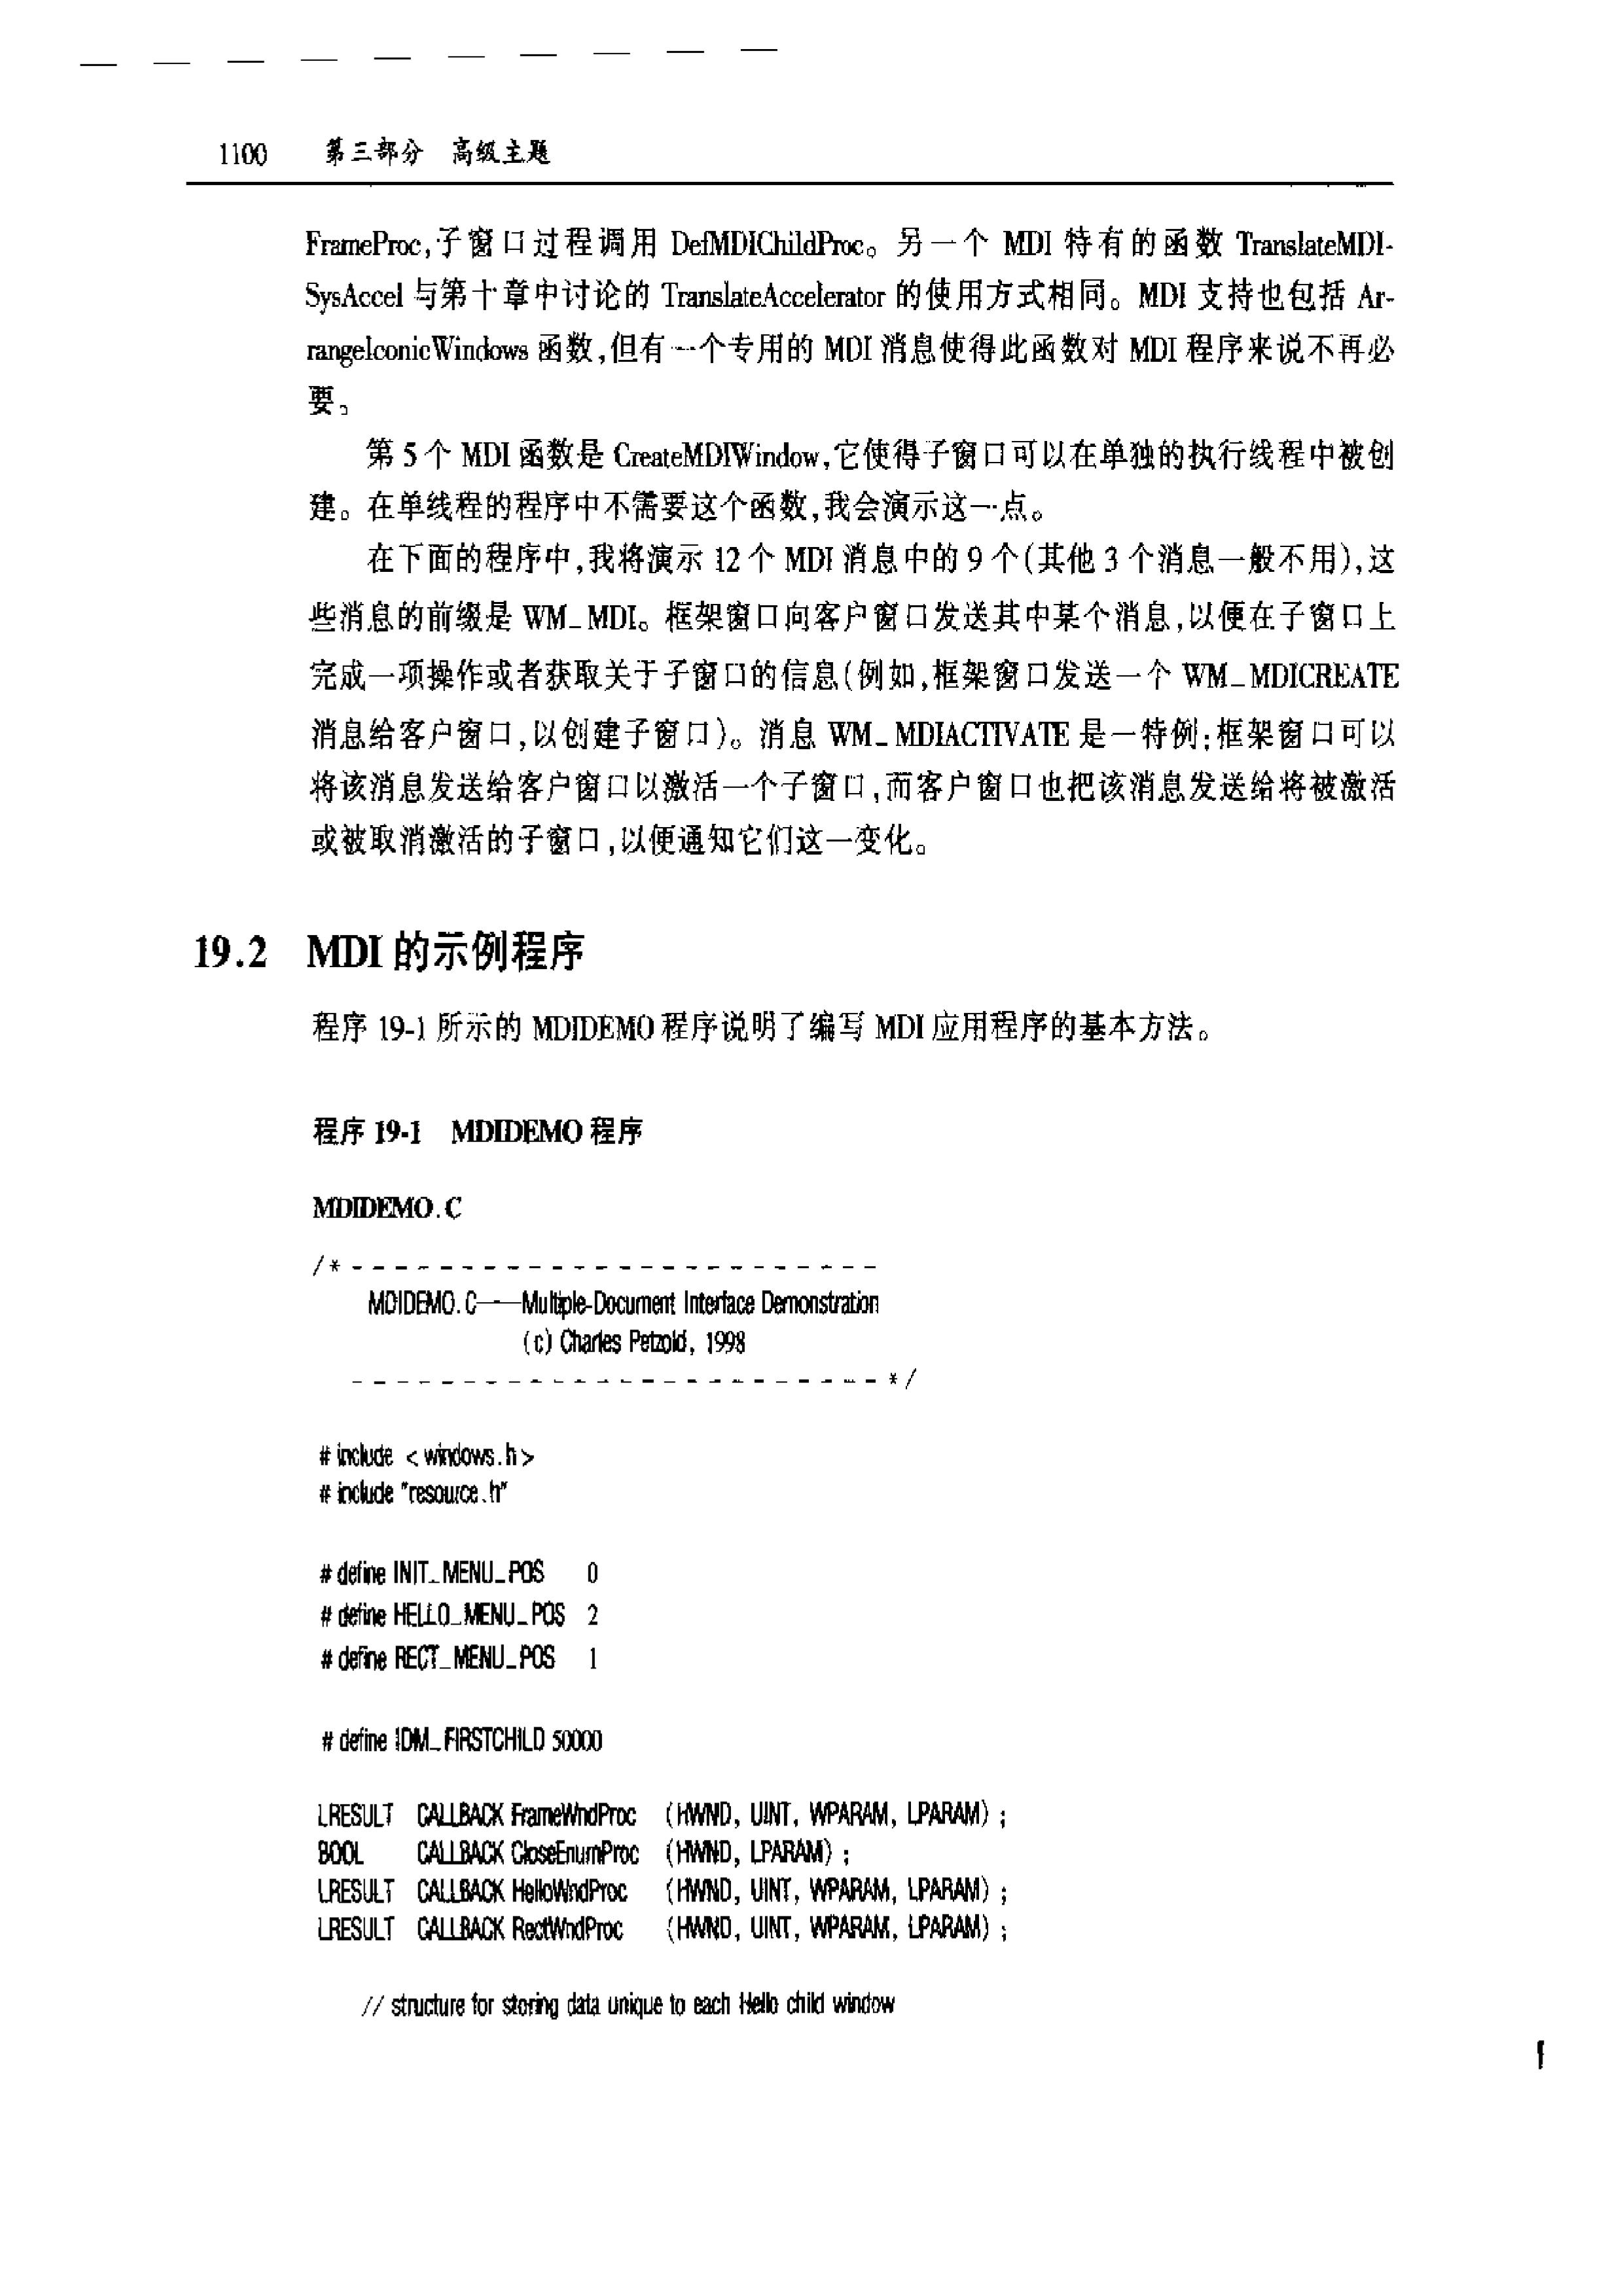 1100 第三部分 高级主题
FrameProc,子窗口过程调用 DefMDIChildProc。另一个 MDI 特有的函数 TranslateMDI-
SysAccel 与第十章中讨论的 TranslateAccelerator 的使用方式相同。MDI 支持也包括 Ar-
rangeIconicWindows 函数,但有一个专用的 MDI 消息使得此函数对 MDI 程序来说不再必
要。
第 5 个 MDI 函数是 CreateMDIWindow,它使得子窗口可以在单独的执行线程中被创
建。在单线程的程序中不需要这个函数,我会演示这一点。
在下面的程序中,我将演示 12 个 MDI 消息中的 9 个(其他 3 个消息一般不用),这
些消息的前缀是 WM_MDI。框架窗口向客户窗口发送其中某个消息,以便在子窗口上
完成一项操作或者获取关于子窗口的信息(例如,框架窗口发送一个 WM_MDICREATE
消息给客户窗口,以创建子窗口)。消息 WM_MDIACTIVATE 是一特例:框架窗口可以
将该消息发送给客户窗口以激活一个子窗口,而客户窗口也把该消息发送给将被激活
或被取消激活的子窗口,以便通知它们这一变化。
19.2 MDI 的示例程序
程序 19-1 所示的 MDIDEMO 程序说明了编写 MDI 应用程序的基本方法。
程序 19-1 MDIDEMO 程序
MDIDEMO.C
/* - - - - - - - - - - - - - - - - - - - - - - - -
MDIDEMO.C——Multiple-Document Interface Demonstration
(c) Charles Petzold, 1998
- - - - - - - - - - - - - - - - - - - - - - - - */
# include <windows.h>
# include "resource.h"
# define INIT_MENU_POS 0
# define HELLO_MENU_POS 2
# define RECT_MENU_POS 1
# define IDM_FIRSTCHILD 50000
LRESULT CALLBACK FrameWndProc (HWND, UINT, WPARAM, LPARAM) ;
BOOL CALLBACK CloseEnumProc (HWND, LPARAM) ;
LRESULT CALLBACK HelloWndProc (HWND, UINT, WPARAM, LPARAM) ;
LRESULT CALLBACK RectWndProc (HWND, UINT, WPARAM, LPARAM) ;
// structure for storing data unique to each Hello child window